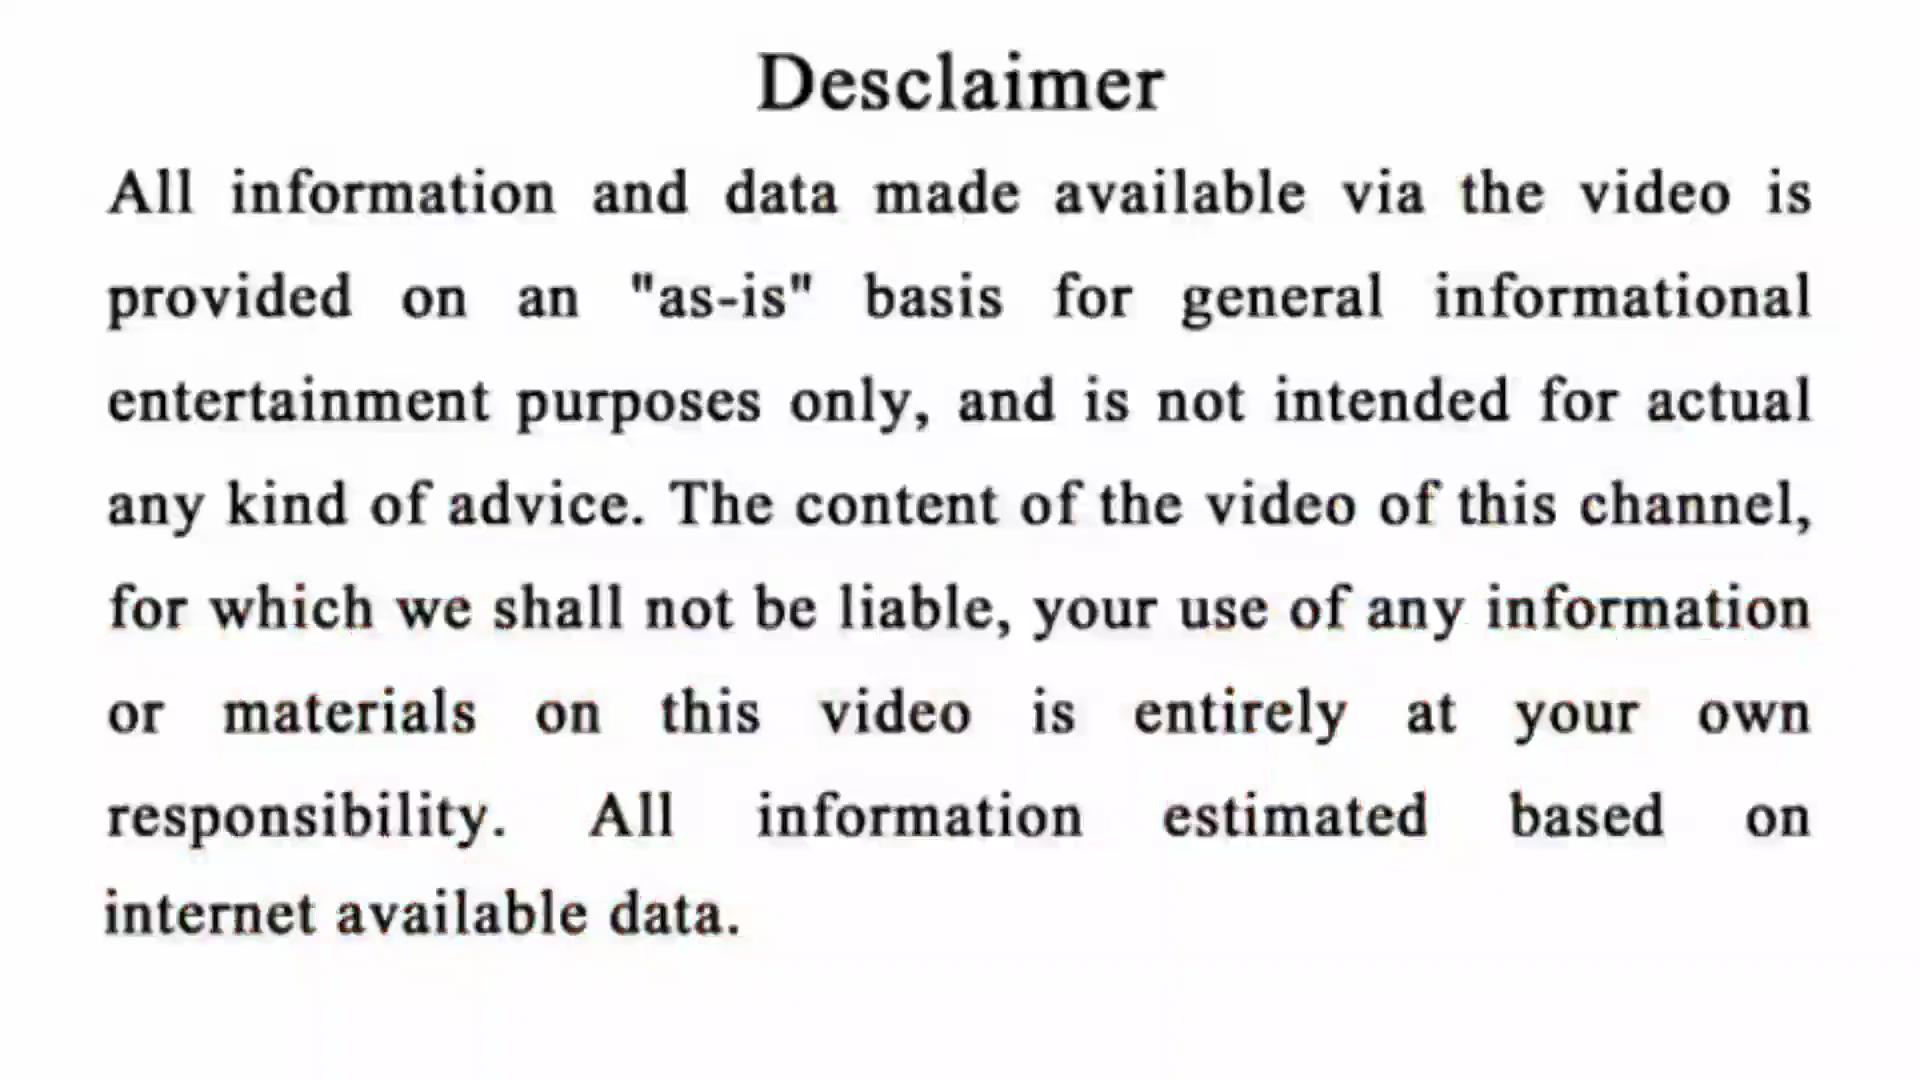 Desclaimer
All information and data made available via the video is
provided on an "as-is" basis for general informational
entertainment purposes only, and is not intended for actual
any kind of advice. The content of the video of this channel,
for which we shall not be liable, your use of any information
or materials on this video is entirely at your own
responsibility. All information estimated based on
internet available data.